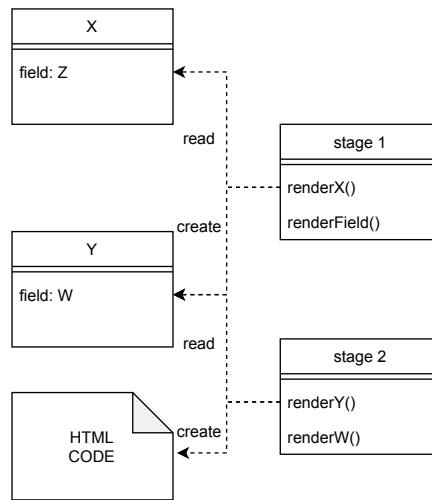 X
field: Z
read
stage 1
renderX()
renderField()
create
Y
field: W
read
stage 2
renderY()
renderW()
create
HTML
CODE